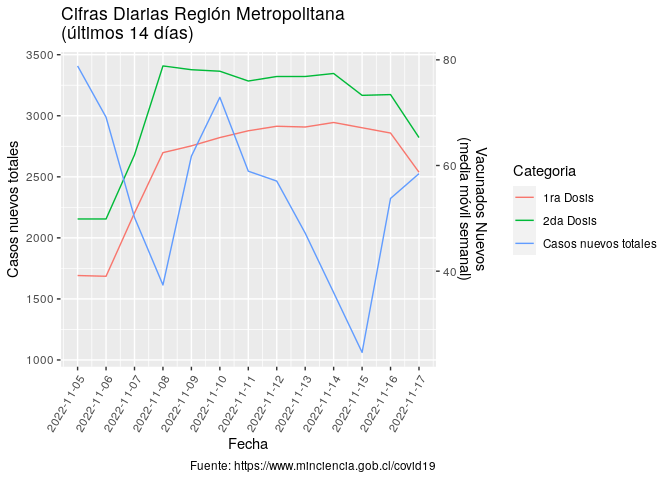 Cifras Diarias Región Metropolitana
(últimos 14 días)
3500
3000
2500
2000
1500
1000
Casos nuevos totales
80
60
40
Vacunados Nuevos
(media móvil semanal)
2022-11-05
2022-11-06
2022-11-07
2022-11-08
2022-11-09
2022-11-10
2022-11-11
2022-11-12
2022-11-13
2022-11-14
2022-11-15
2022-11-16
2022-11-17
Fecha
Categoria
1ra Dosis
2da Dosis
Casos nuevos totales
Fuente: https://www.minciencia.gob.cl/covid19